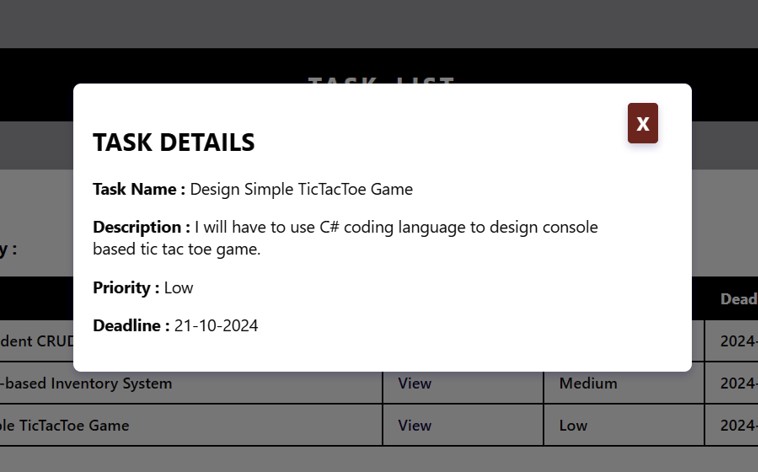 TASK LIST
X
TASK DETAILS
Task Name : Design Simple TicTacToe Game
Description : I will have to use C# coding language to design console
based tic tac toe game.
Priority : Low
Deadline : 21-10-2024
y :
Dead
dent CRUD
2024-
-based Inventory System View Medium 2024-
ple TicTacToe Game View Low 2024-